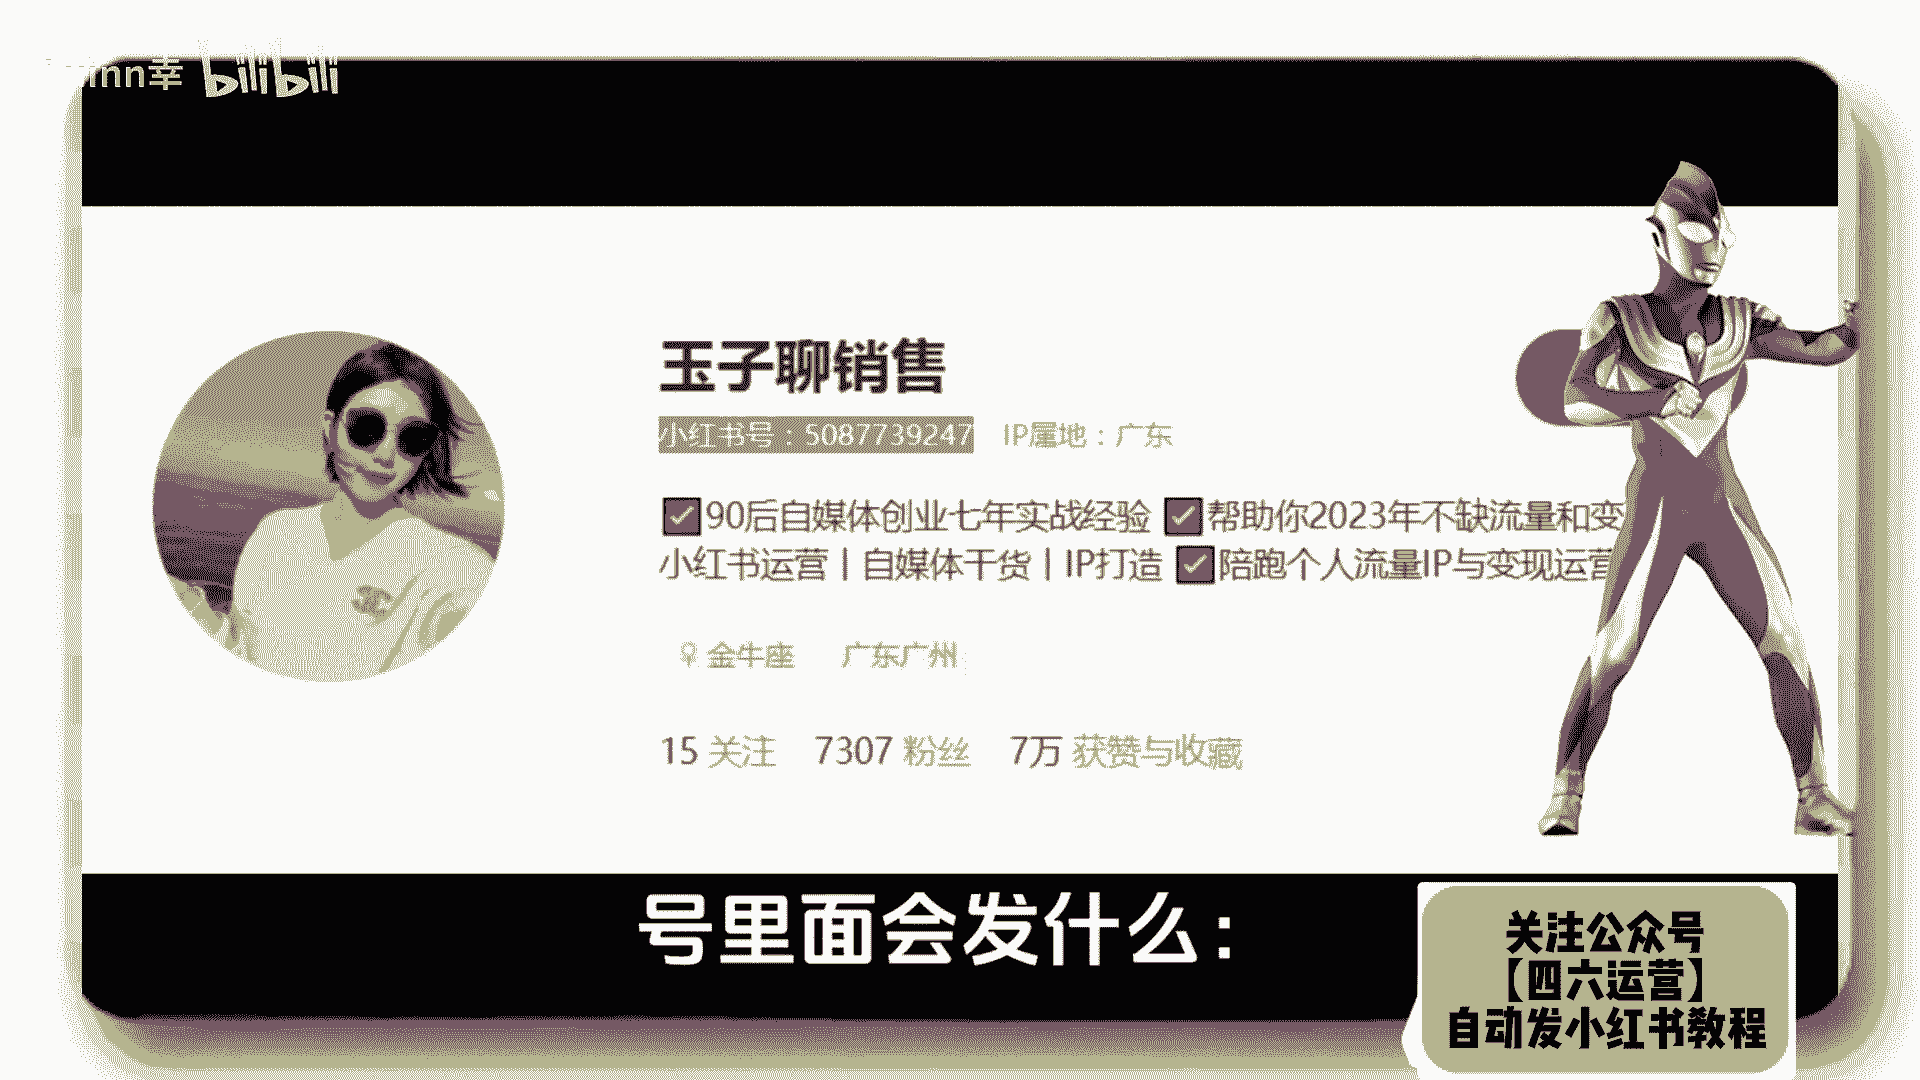 inn幸 bilibili
玉子聊销售
小红书号：5087739247 IP属地：广东
90后自媒体创业七年实战经验 帮助你2023年不缺流量和变
小红书运营丨自媒体干货丨IP打造 陪跑个人流量IP与变现运营
金牛座 广东广州
15 关注 7307 粉丝 7万 获赞与收藏
号里面会发什么：
关注公众号
【四六运营】
自动发小红书教程